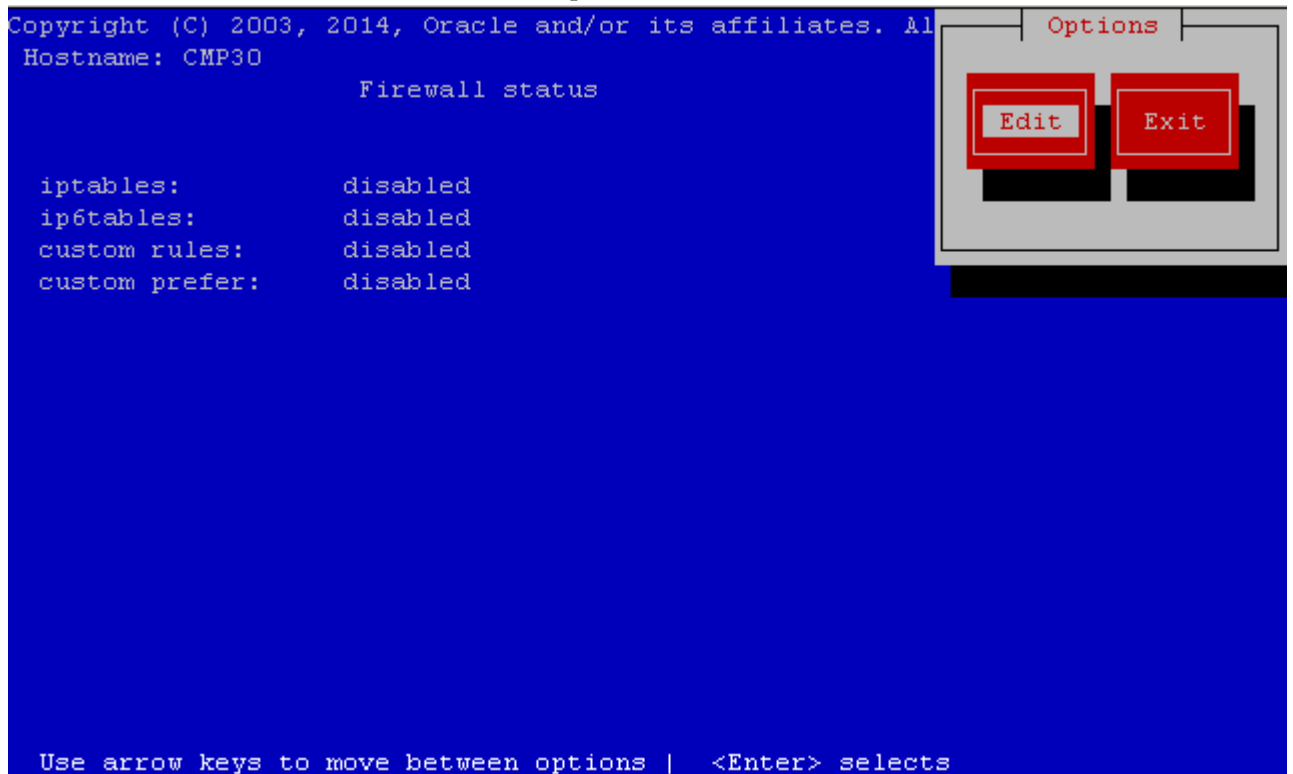 Copyright (C) 2003, 2014, Oracle and/or its affiliates. Al
Options
Hostname: CMP30
Firewall status
Edit
Exit
iptables: disabled
ip6tables: disabled
custom rules: disabled
custom prefer: disabled
Use arrow keys to move between options | <Enter> selects